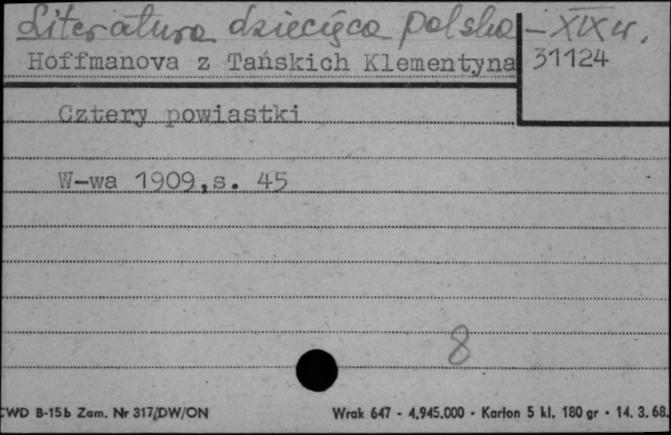 Literatura dziecięca polska – XIX w.
Hoffmanova z Tańskich Klementyna 31124
Cztery powiastki
W-wa 1909,s. 45
8
CWD B-15b Zam. Nr 317/DW/ON Wrak 647 - 4.945.000 - Karton 5 kl. 180 gr - 14. 3. 68.